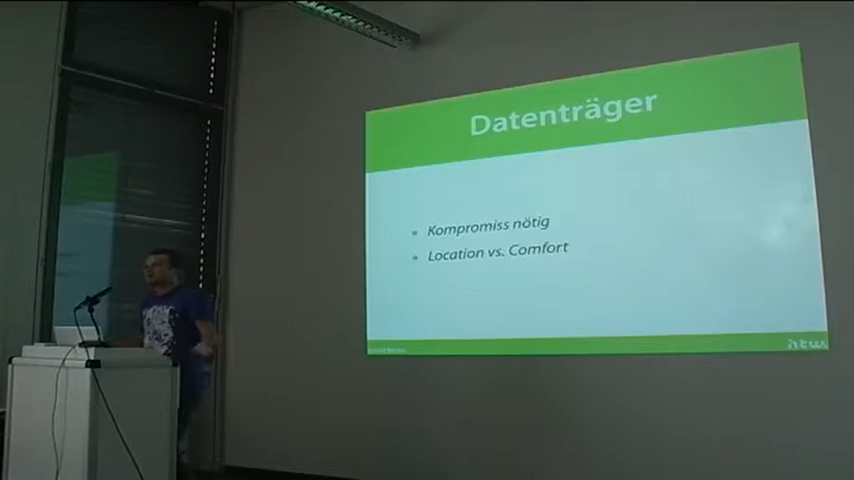 Datenträger
Kompromiss nötig
Location vs. Comfort
htw